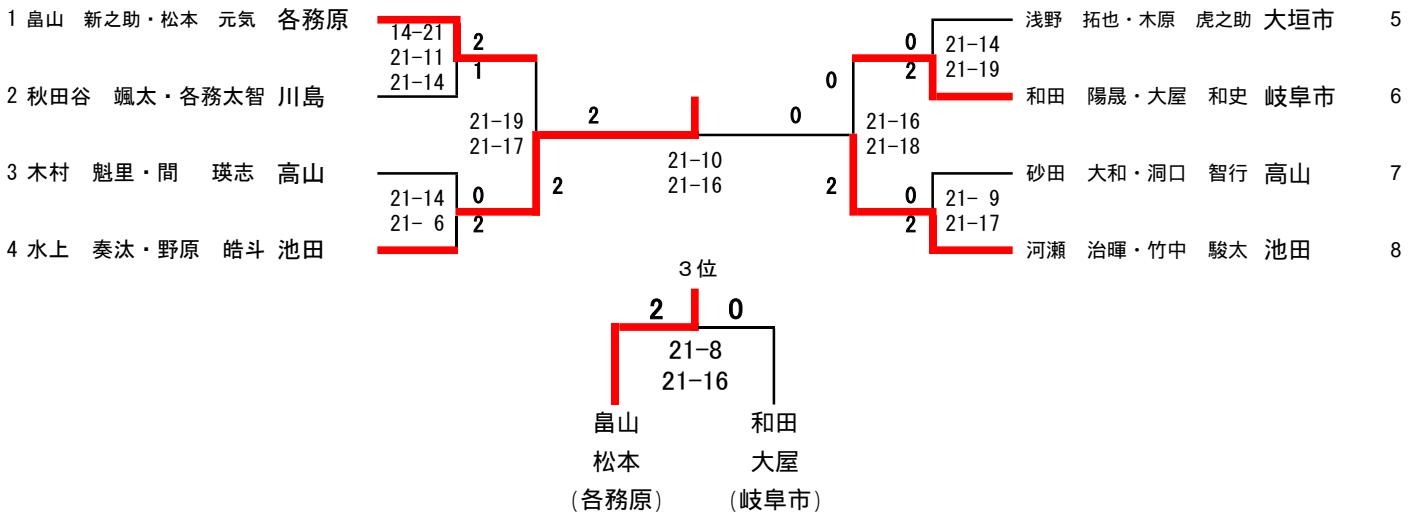 1 畠山 新之助・松本 元気 各務原
14-21
21-11
21-14
2
1
2 秋田谷 颯太・各務太智 川島
21-19
21-17
2
2
3 木村 魁里・間 瑛志 高山
21-14
21- 6
0
2
4 水上 奏汰・野原 皓斗 池田
21-10
21-16
0
浅野 拓也・木原 虎之助 大垣市 5
0
2
21-14
21-19
和田 陽晟・大屋 和史 岐阜市 6
0
2
21-16
21-18
砂田 大和・洞口 智行 高山 7
0
2
21- 9
21-17
河瀬 治暉・竹中 駿太 池田 8
３位
2 0
21-8
21-16
畠山 和田
松本 大屋
(各務原) (岐阜市)